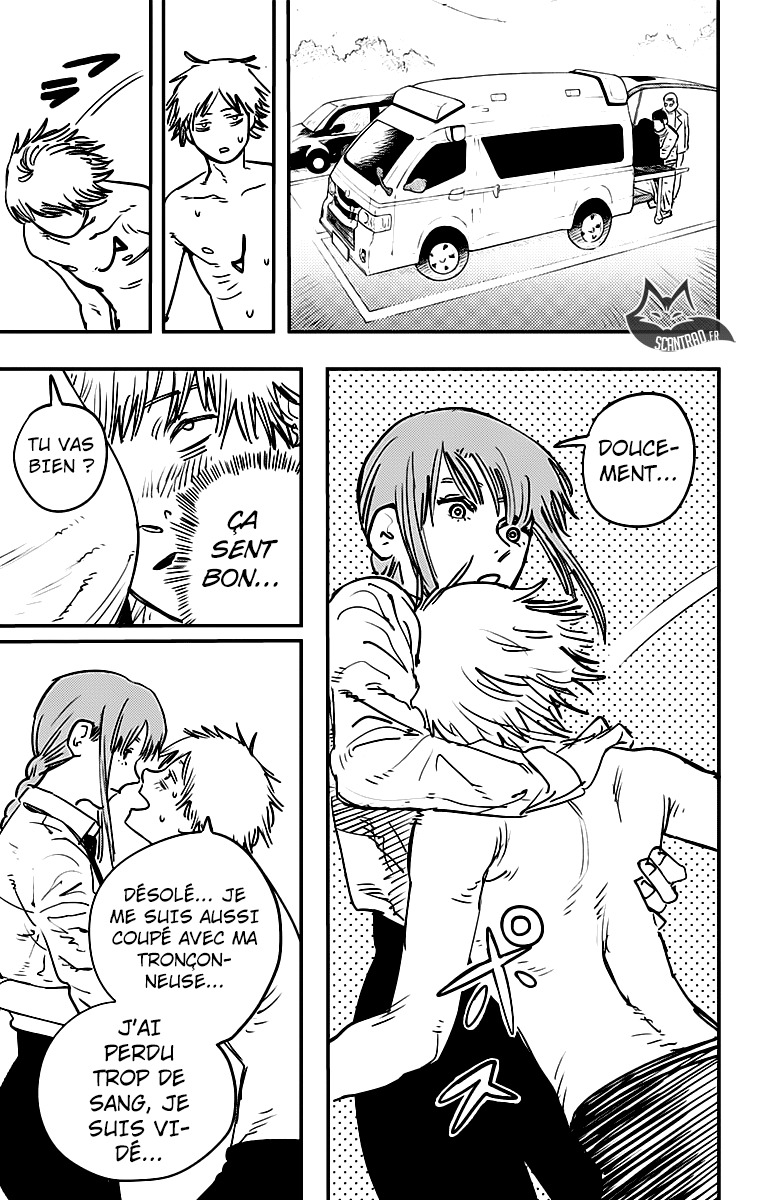 SCANTRAD.FR
DOUCE-
MENT...
ÇA
SENT
BON...
TU VAS
BIEN ?
DÉSOLÉ... JE
ME SUIS AUSSI
COUPÉ AVEC MA
TRONÇON-
NEUSE...
J'AI
PERDU
TROP DE
SANG, JE
SUIS VI-
DÉ...